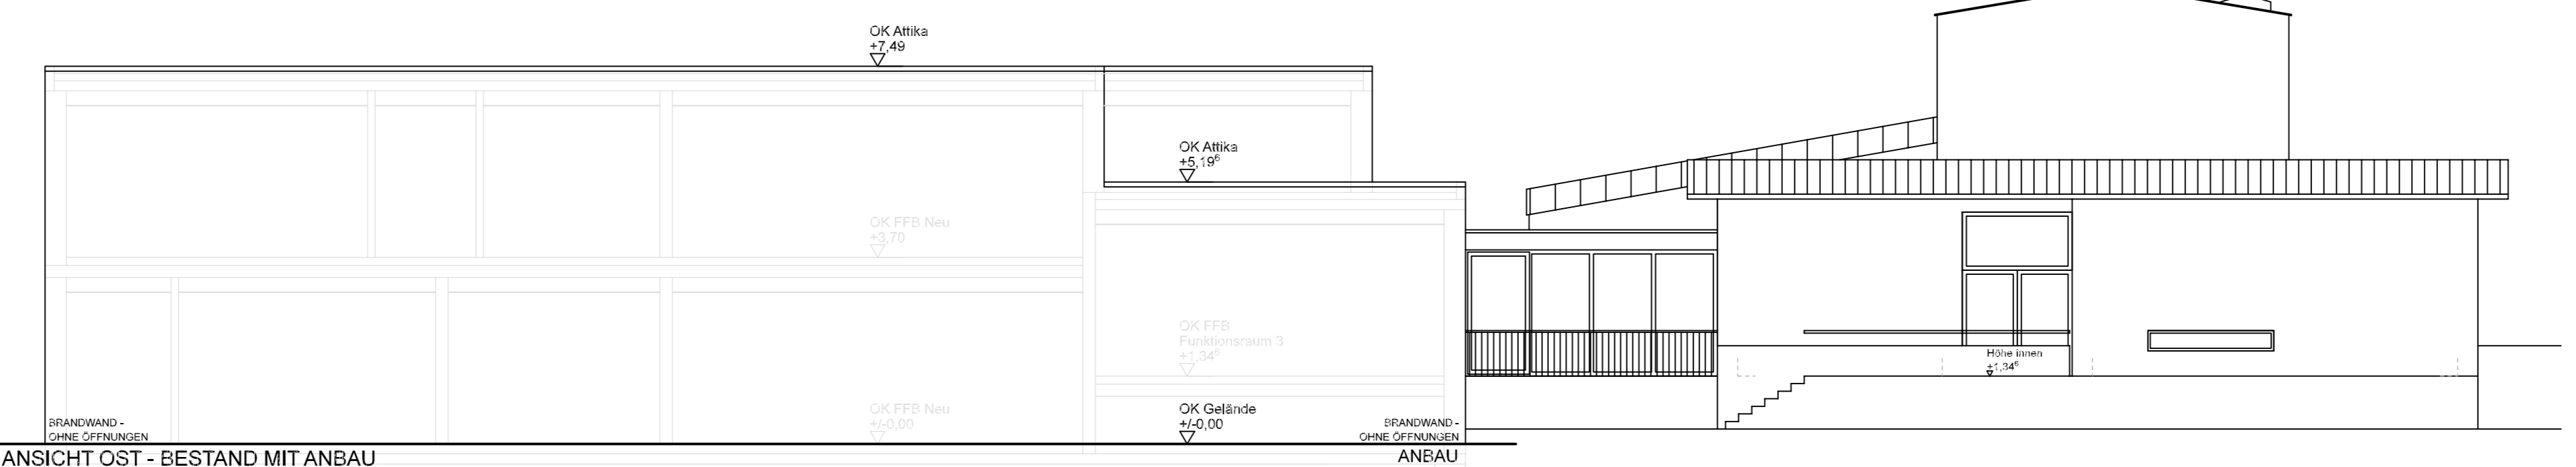 OK Attika
+7,49
OK Attika
+5,19⁶
OK FFB Neu
+3,70
OK FFB
Funktionsraum 3
+1,34⁶
Höhe innen
+1,34⁶
OK FFB Neu
+/-0,00
OK Gelände
+/-0,00
BRANDWAND -
OHNE ÖFFNUNGEN
BRANDWAND -
OHNE ÖFFNUNGEN
ANSICHT OST - BESTAND MIT ANBAU
ANBAU